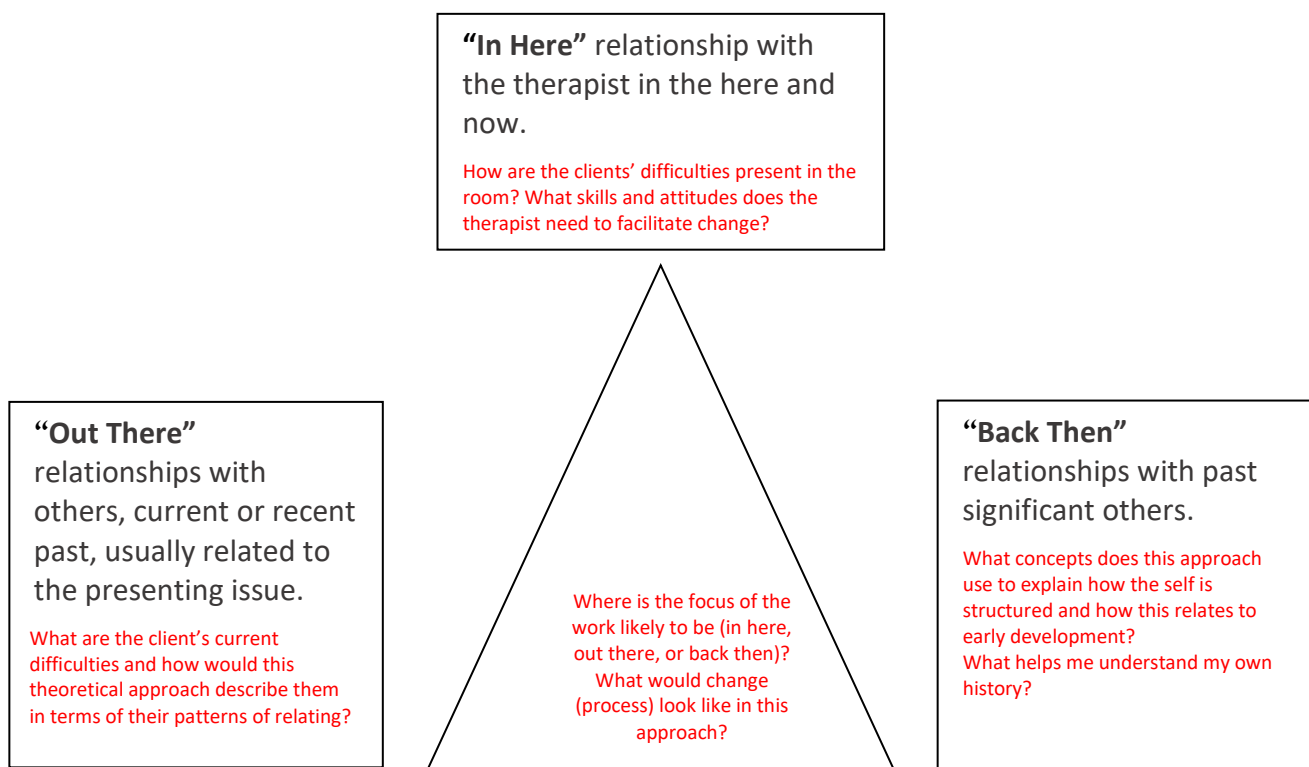 “In Here” relationship with
the therapist in the here and
now.
How are the clients’ difficulties present in the
room? What skills and attitudes does the
therapist need to facilitate change?
“Out There”
relationships with
others, current or recent
past, usually related to
the presenting issue.
What are the client’s current
difficulties and how would this
theoretical approach describe them
in terms of their patterns of relating?
Where is the focus of the
work likely to be (in here,
out there, or back then)?
What would change
(process) look like in this
approach?
“Back Then”
relationships with past
significant others.
What concepts does this approach
use to explain how the self is
structured and how this relates to
early development?
What helps me understand my own
history?